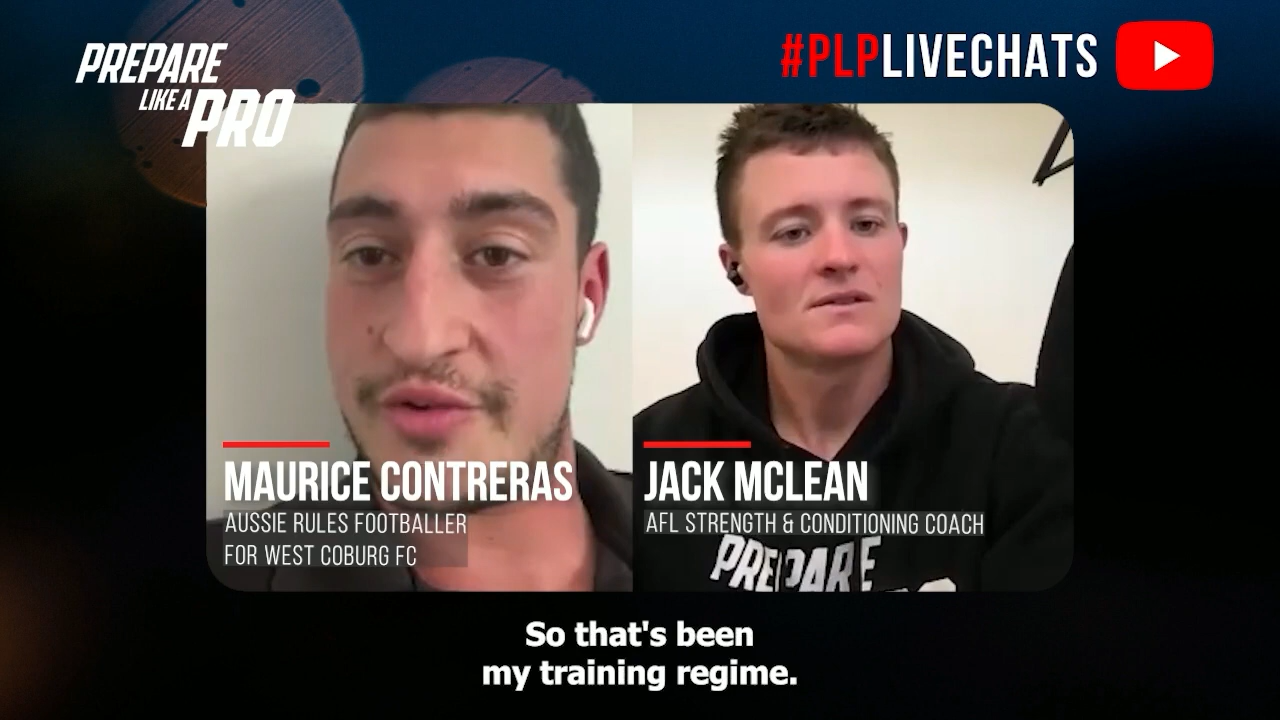 PREPARE
LIKE A
PRO
#PLPLIVECHATS
MAURICE CONTRERAS
AUSSIE RULES FOOTBALLER
FOR WEST COBURG FC
JACK MCLEAN
AFL STRENGTH & CONDITIONING COACH
PREPARE
So that's been
my training regime.